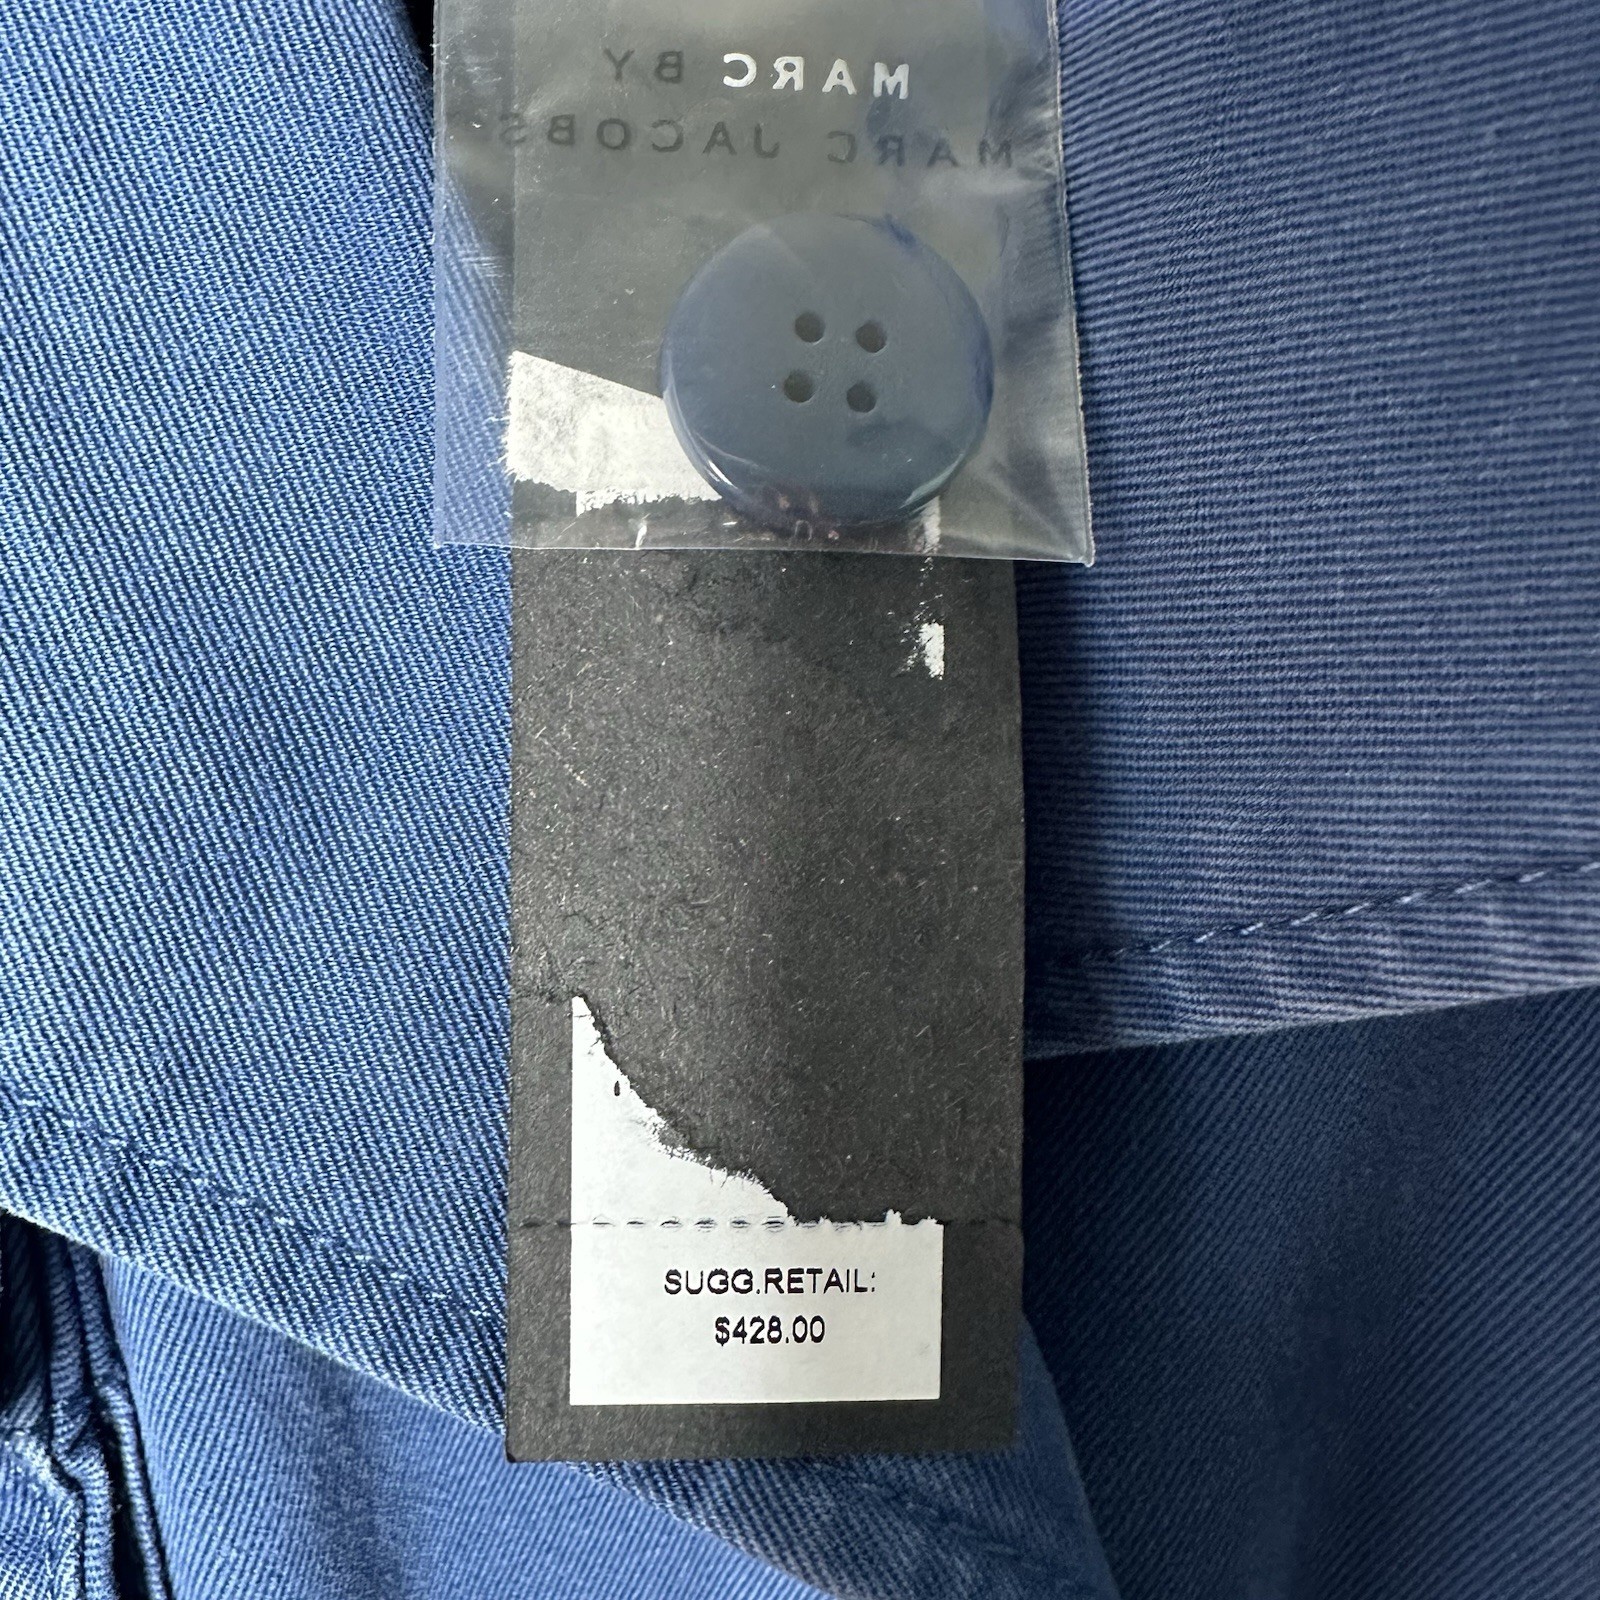 MARC BY
MARC JACOBS
SUGG.RETAIL:
$428.00